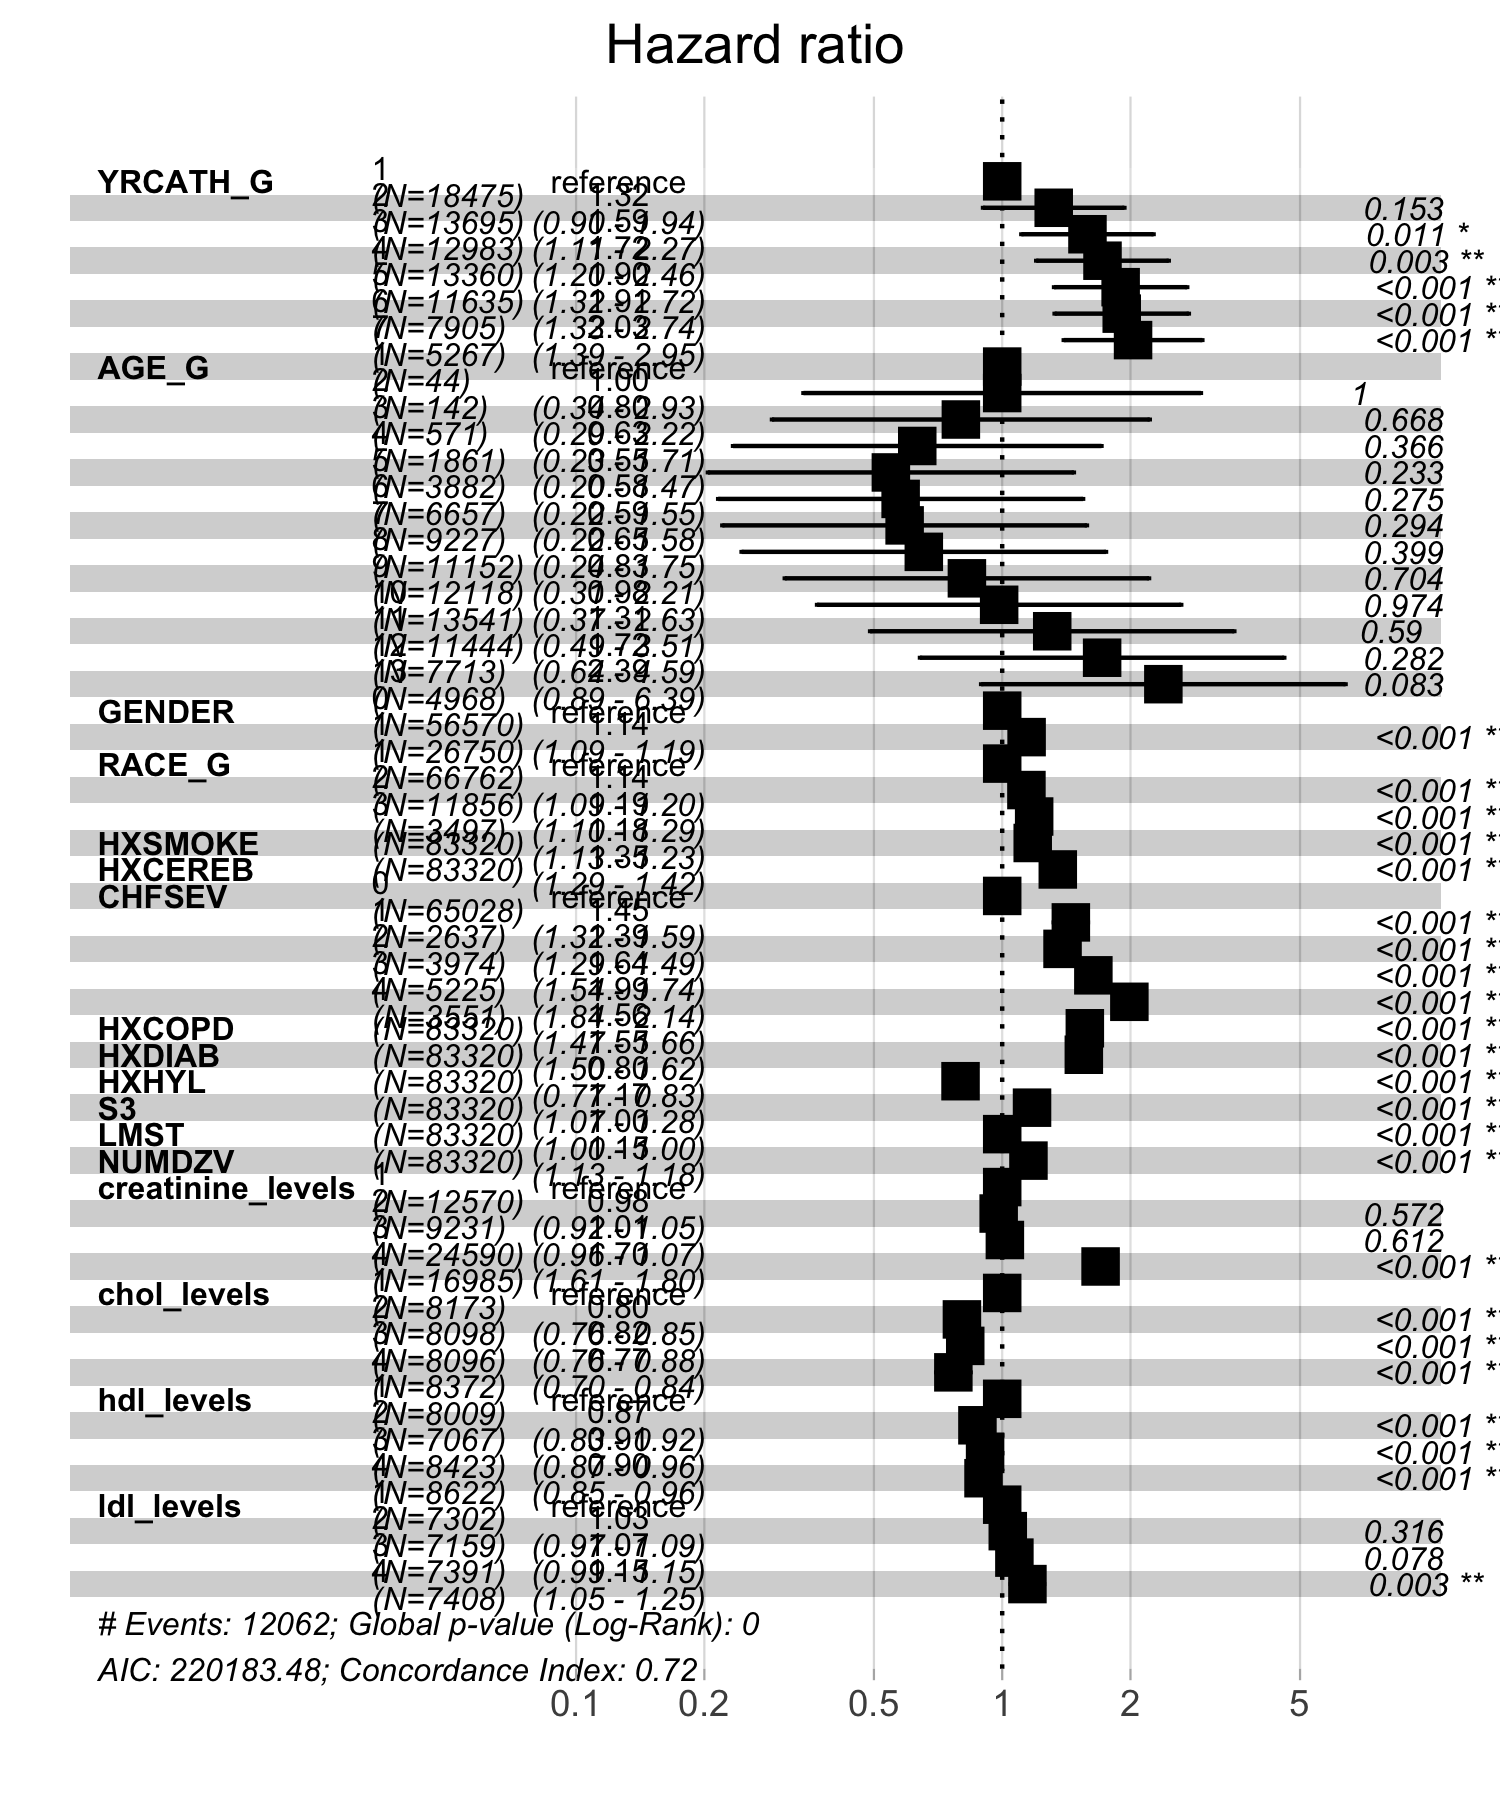 Hazard ratio
YRCATH_G 1 (N=18475) reference
2 (N=13695) 1.32 (0.90 - 1.94) 0.153
3 (N=12983) 1.59 (1.11 - 2.27) 0.011 *
4 (N=13360) 1.72 (1.20 - 2.46) 0.003 **
5 (N=11635) 1.90 (1.32 - 2.72) <0.001 **
6 (N=7905) 1.91 (1.33 - 2.74) <0.001 **
7 (N=5267) 2.03 (1.39 - 2.95) <0.001 **
AGE_G 1 (N=44) reference
2 (N=142) 1.00 (0.34 - 2.93) 1
3 (N=571) 0.80 (0.29 - 2.22) 0.668
4 (N=1861) 0.63 (0.23 - 1.71) 0.366
5 (N=3882) 0.55 (0.20 - 1.47) 0.233
6 (N=6657) 0.58 (0.22 - 1.55) 0.275
7 (N=9227) 0.59 (0.22 - 1.58) 0.294
8 (N=11152) 0.65 (0.24 - 1.75) 0.399
9 (N=12118) 0.83 - 2.21) 0.704
10 (N=13541) 0.98 (0.37 - 2.63) 0.974
11 (N=11444) 1.31 (0.49 - 3.51) 0.59
12 (N=7713) 1.72 (0.64 - 4.59) 0.282
13 (N=4968) 2.39 (0.89 - 6.39) 0.083
GENDER 0 (N=56570) reference
1 (N=26750) 1.14 (1.09 - 1.19) <0.001 **
RACE_G 1 (N=66762) reference
2 (N=11856) 1.14 (1.09 - 1.20) <0.001 **
3 (N=3497) 1.19 (1.10 - 1.29) <0.001 **
HXSMOKE (N=83320) 1.18 (1.13 - 1.23) <0.001 **
HXCEREB (N=83320) 1.35 (1.29 - 1.42) <0.001 **
CHFSEV 0 (N=65028) reference
1 (N=2637) 1.45 (1.32 - 1.59) <0.001 **
2 (N=3974) 1.39 (1.29 - 1.49) <0.001 **
3 (N=5225) 1.64 (1.54 - 1.74) <0.001 **
4 (N=3551) 1.99 (1.84 - 2.14) <0.001 **
HXCOPD (N=83320) 1.56 (1.47 - 1.66) <0.001 **
HXDIAB (N=83320) 1.55 (1.50 - 1.62) <0.001 **
HXHYL (N=83320) 0.80 (0.77 - 0.83) <0.001 **
S3 (N=83320) 1.17 (1.07 - 1.28) <0.001 **
LMST (N=83320) 1.00 (1.00 - 1.00) <0.001 **
NUMDZV (N=83320) 1.15 (1.13 - 1.18) <0.001 **
creatinine_levels 1 (N=12570) reference
2 (N=9231) 0.98 (0.92 - 1.05) 0.572
3 (N=24590) 1.01 (0.96 - 1.07) 0.612
4 (N=16985) 1.70 (1.61 - 1.80) <0.001 **
chol_levels 1 (N=8173) reference
2 (N=8098) 0.80 (0.76 - 0.85) <0.001 **
3 (N=8096) 0.82 (0.76 - 0.88) <0.001 **
4 (N=8372) 0.77 (0.70 - 0.84) <0.001 **
hdl_levels 1 (N=8009) reference
2 (N=7067) 0.87 (0.83 - 0.92) <0.001 **
3 (N=8423) 0.91 (0.87 - 0.96) <0.001 **
4 (N=8622) 0.90 (0.85 - 0.96) <0.001 **
ldl_levels 1 (N=7302) reference
2 (N=7159) 1.03 (0.97 - 1.09) 0.316
3 (N=7391) 1.07 (0.99 - 1.15) 0.078
4 (N=7408) 1.15 (1.05 - 1.25) 0.003 **
# Events: 12062; Global p-value (Log-Rank): 0
AIC: 220183.48; Concordance Index: 0.72
0.1 0.2 0.5 1 2 5